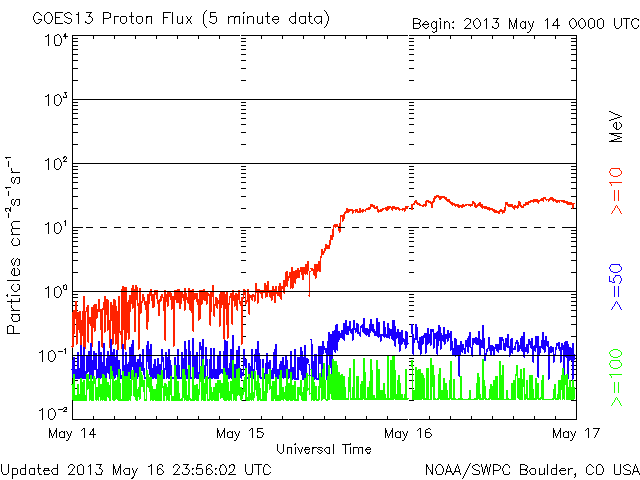 GOES13 Proton Flux (5 minute data)
Begin: 2013 May 14 0000 UTC
10⁴
10³
10²
10¹
10⁰
10⁻¹
10⁻²
Particles cm⁻²s⁻¹sr⁻¹
May 14
May 15
May 16
May 17
Universal Time
MeV
>=10
>=50
>=100
Updated 2013 May 16 23:56:02 UTC
NOAA/SWPC Boulder, CO USA